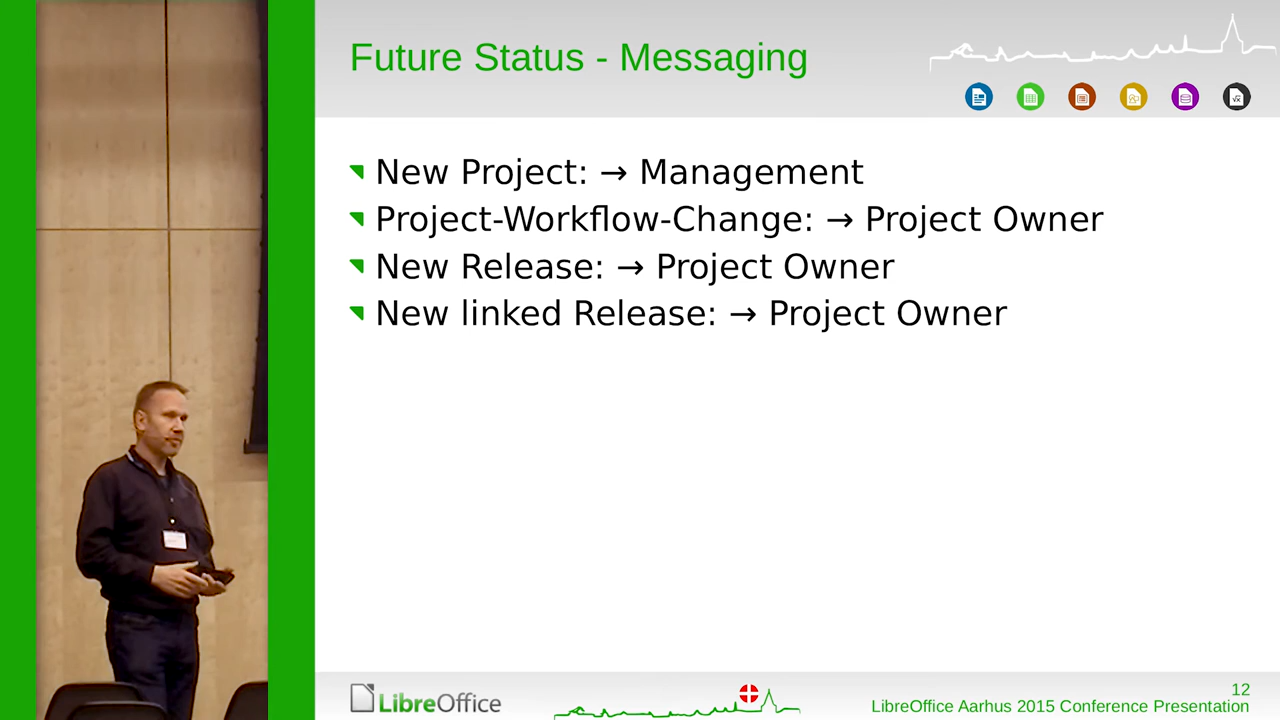 Future Status - Messaging
New Project: → Management
Project-Workflow-Change: → Project Owner
New Release: → Project Owner
New linked Release: → Project Owner
LibreOffice
12
LibreOffice Aarhus 2015 Conference Presentation